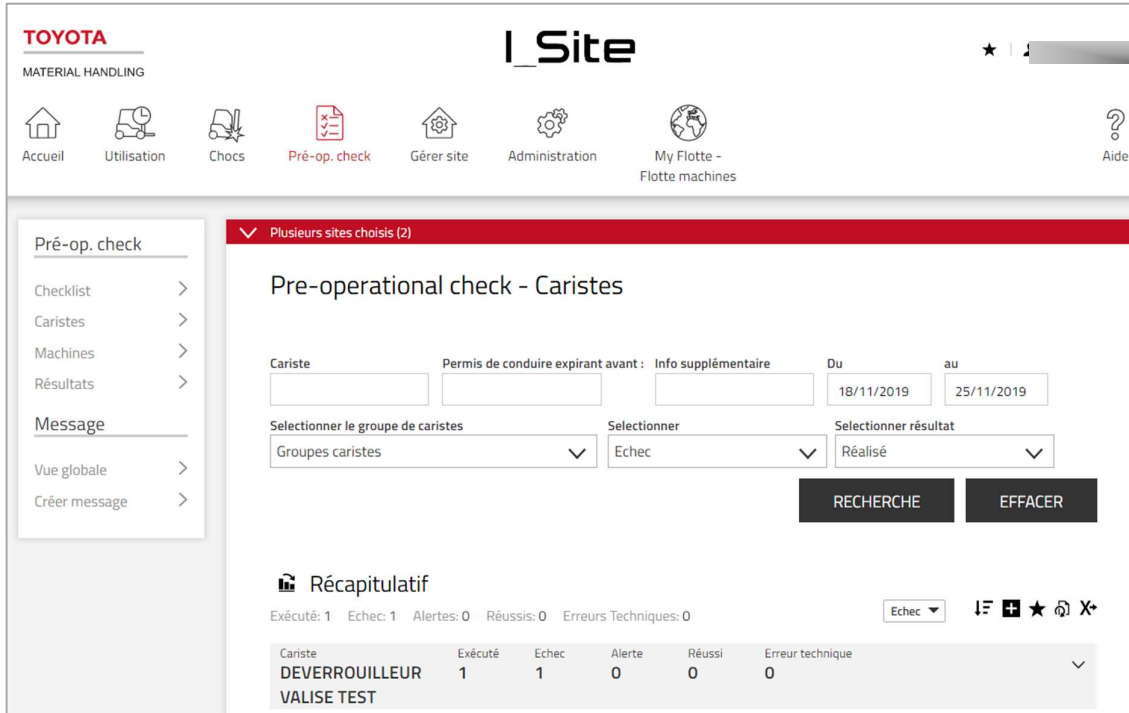 TOYOTA
MATERIAL HANDLING
I_Site
Accueil
Utilisation
Chocs
Pré-op. check
Gérer site
Administration
My Flotte -
Flotte machines
Aide
Pré-op. check
Checklist
Caristes
Machines
Résultats
Message
Vue globale
Créer message
Plusieurs sites choisis (2)
Pre-operational check - Caristes
Cariste
Permis de conduire expirant avant :
Info supplémentaire
Du
au
18/11/2019
25/11/2019
Selectionner le groupe de caristes
Selectionner
Selectionner résultat
Groupes caristes
Echec
Réalisé
RECHERCHE
EFFACER
Récapitulatif
Exécuté: 1 Echec: 1 Alertes: 0 Réussis: 0 Erreurs Techniques: 0
Echec
Cariste Exécuté Echec Alerte Réussi Erreur technique
DEVERROUILLEUR 1 1 0 0 0
VALISE TEST